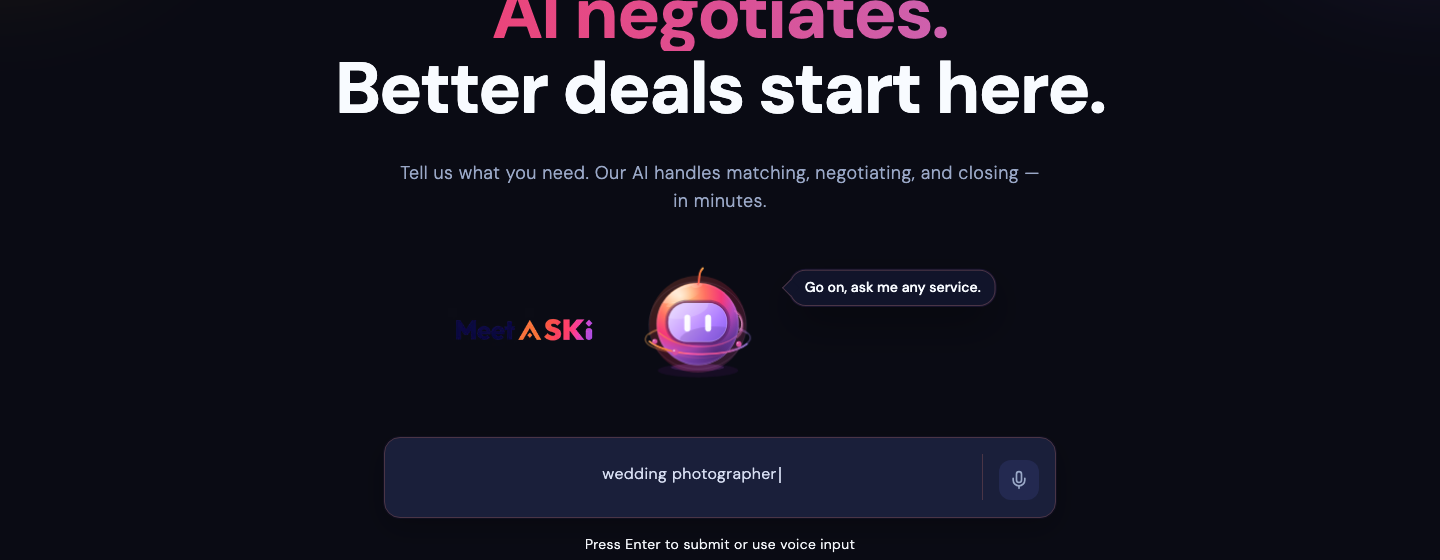 AI negotiates.
Better deals start here.
Tell us what you need. Our AI handles matching, negotiating, and closing —
in minutes.
Go on, ask me any service.
Meet ASKi
wedding photographer
Press Enter to submit or use voice input